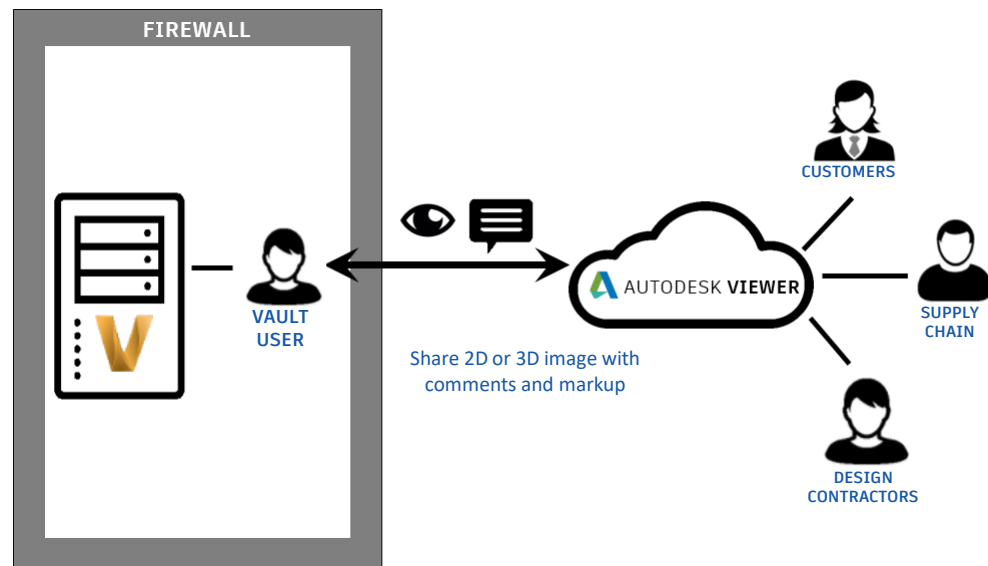 FIREWALL
CUSTOMERS
VAULT
USER
AUTODESK VIEWER
SUPPLY
CHAIN
Share 2D or 3D image with
comments and markup
DESIGN
CONTRACTORS